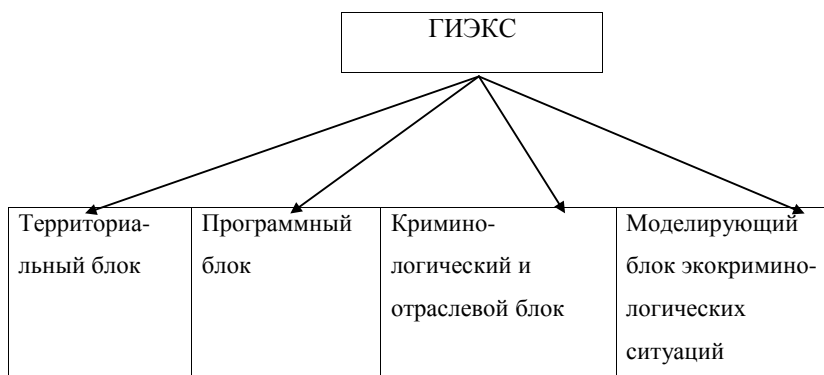 ГИЭКС
Территориа-
льный блок
Программный
блок
Кримино-
логический и
отраслевой блок
Моделирующий
блок экокримино-
логических
ситуаций